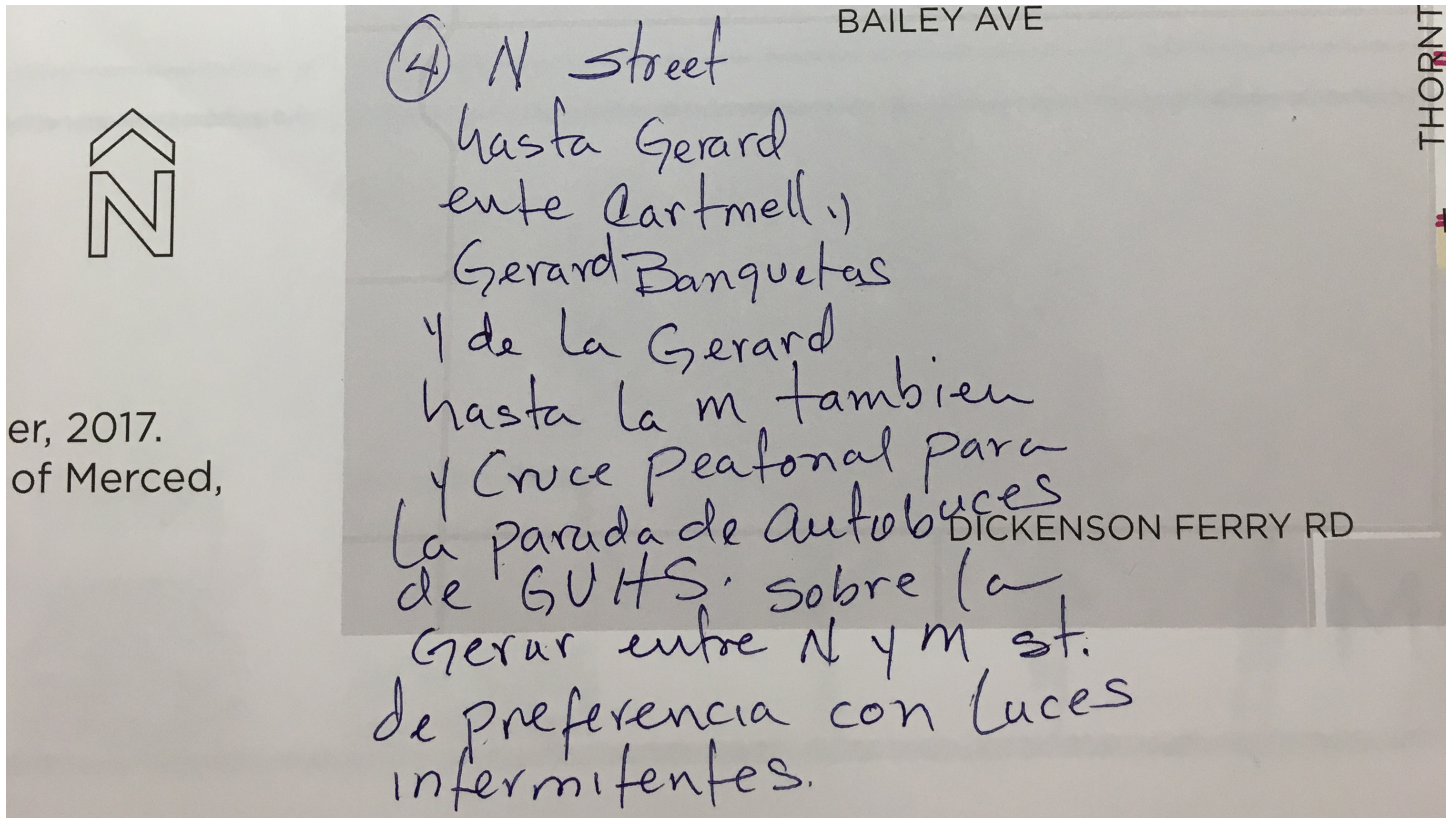 BAILEY AVE
THORNT
④ N street
hasta Gerard
ente Cartmell y
Gerard Banquetas
y de la Gerard
hasta la m tambien
y Cruce peatonal para
la parada de autobuces
de GUHS. sobre la
Gerar entre N y m st.
de preferencia con luces
intermitentes.
N
er, 2017.
of Merced,
DICKENSON FERRY RD